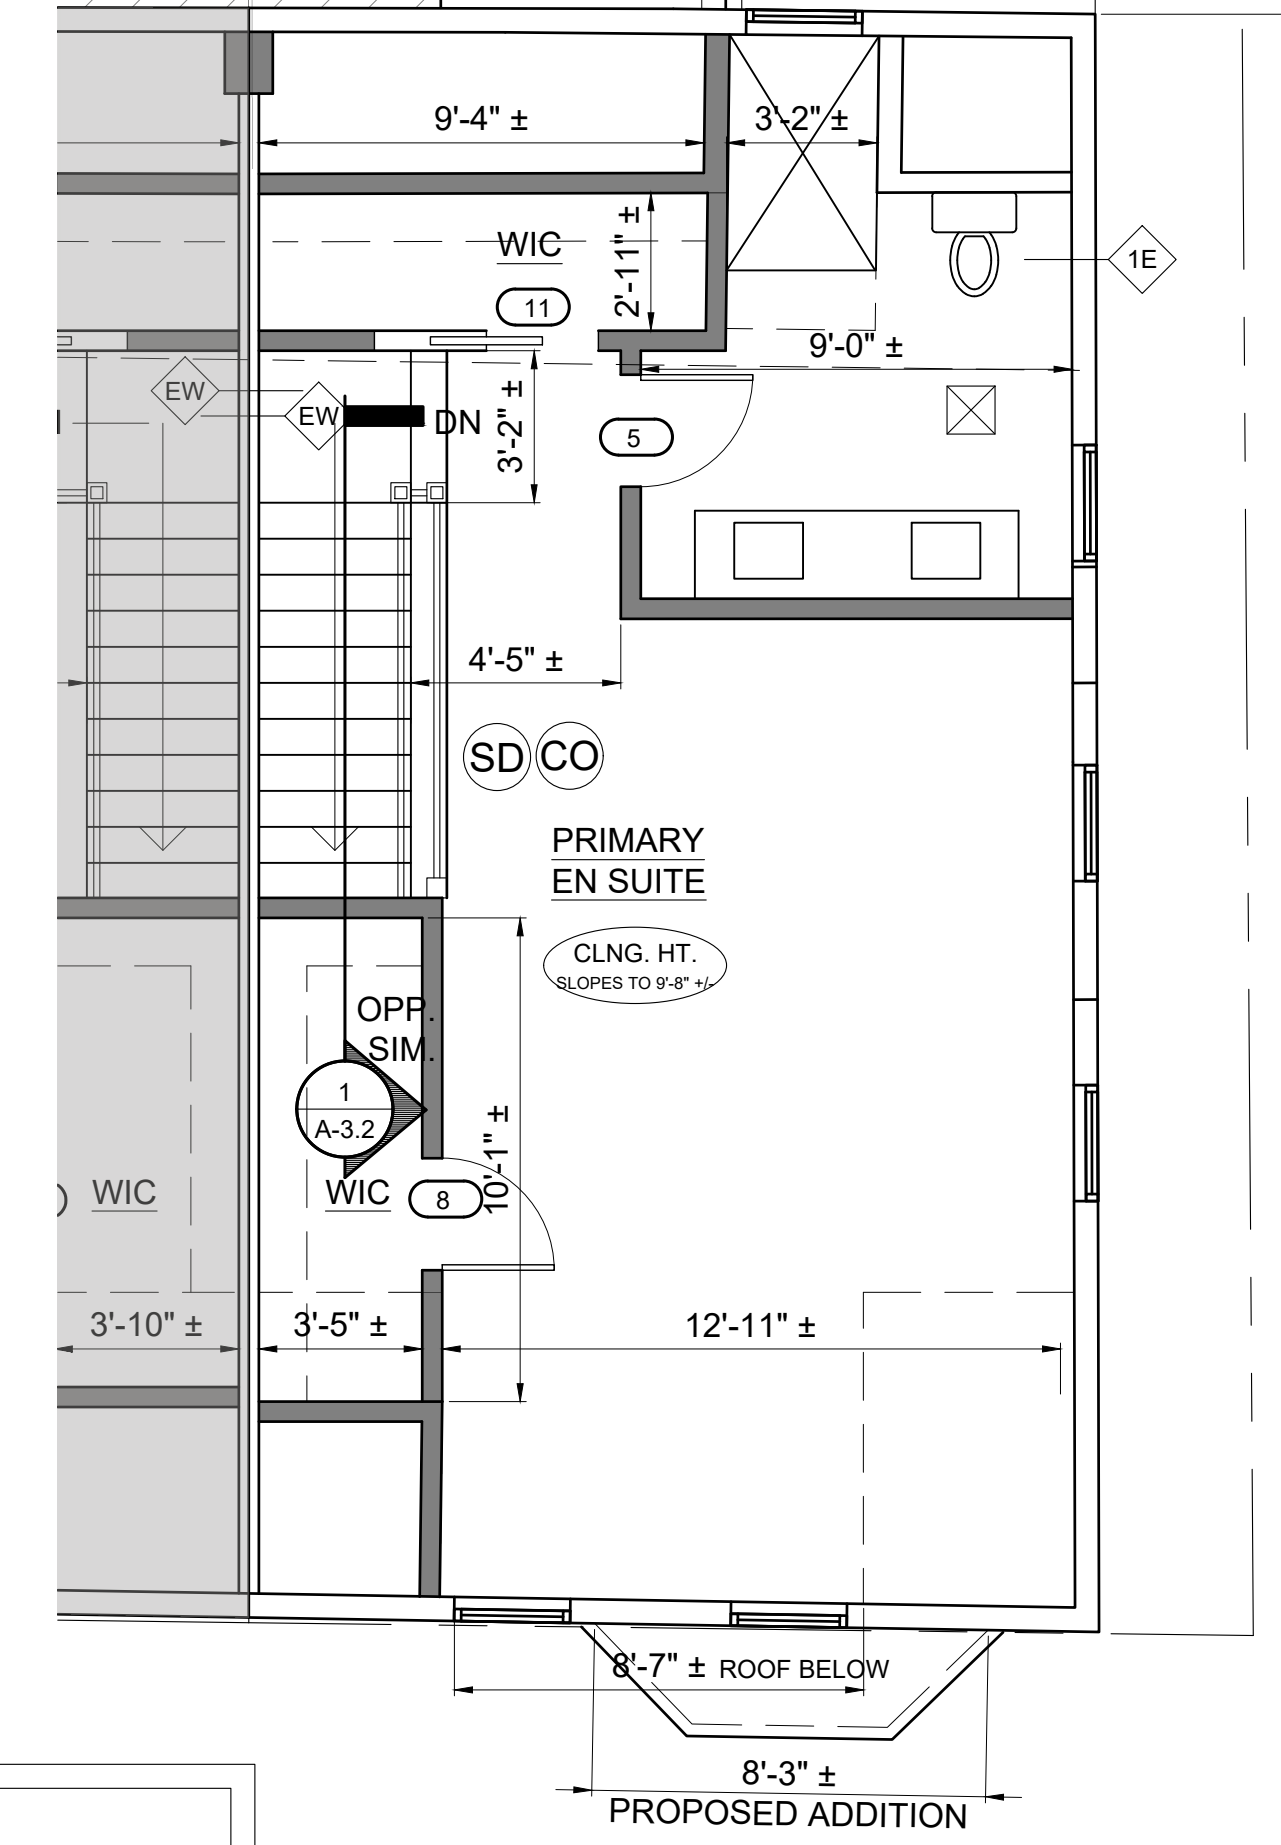 9'-4" ±
3'-2" ±
WIC
2'-11" ±
1E
11
9'-0" ±
EW
EW
DN
3'-2" ±
5
4'-5" ±
SD
CO
PRIMARY
EN SUITE
CLNG. HT.
SLOPES TO 9'-8" +/-
OPP.
SIM.
1
A-3.2
10'-1" ±
WIC
WIC
8
3'-10" ±
3'-5" ±
12'-11" ±
8'-7" ± ROOF BELOW
8'-3" ±
PROPOSED ADDITION